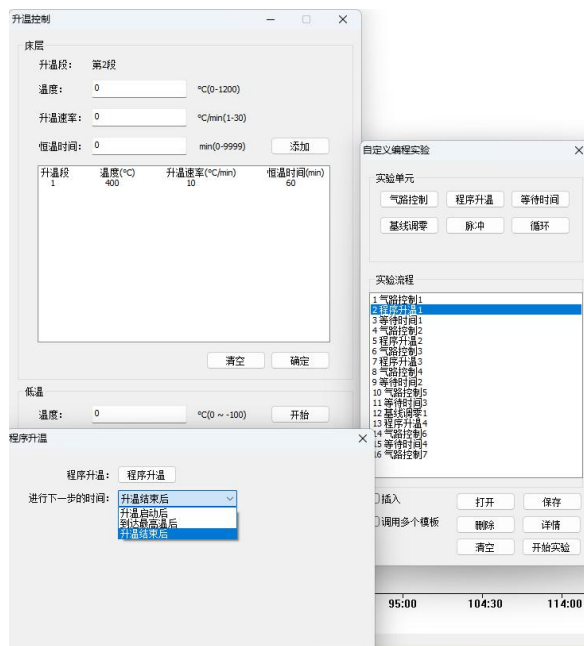 升温控制
床层
升温段： 第2段
温度： 0 ℃(0-1200)
升温速率： 0 ℃/min(1-30)
恒温时间： 0 min(0-9999) 添加
升温段 温度(℃) 升温速率(℃/min) 恒温时间(min)
1 400 10 60
清空 确定
低温
温度： 0 ℃(0 ~ -100) 开始
程序升温
程序升温： 程序升温
进行下一步的时间： 升温结束后
升温启动后
到达最高温后
升温结束后
自定义编程实验
实验单元
气路控制 程序升温 等待时间
基线调零 脉冲 循环
实验流程
1 气路控制1
2 程序升温1
3 等待时间1
4 气路控制2
5 程序升温2
6 气路控制3
7 程序升温3
8 气路控制4
9 等待时间2
10 气路控制5
11 等待时间3
12 基线调零1
13 程序升温4
14 气路控制6
15 等待时间4
16 气路控制7
插入 打开 保存
调用多个模板 删除 详情
清空 开始实验
95:00 104:30 114:00